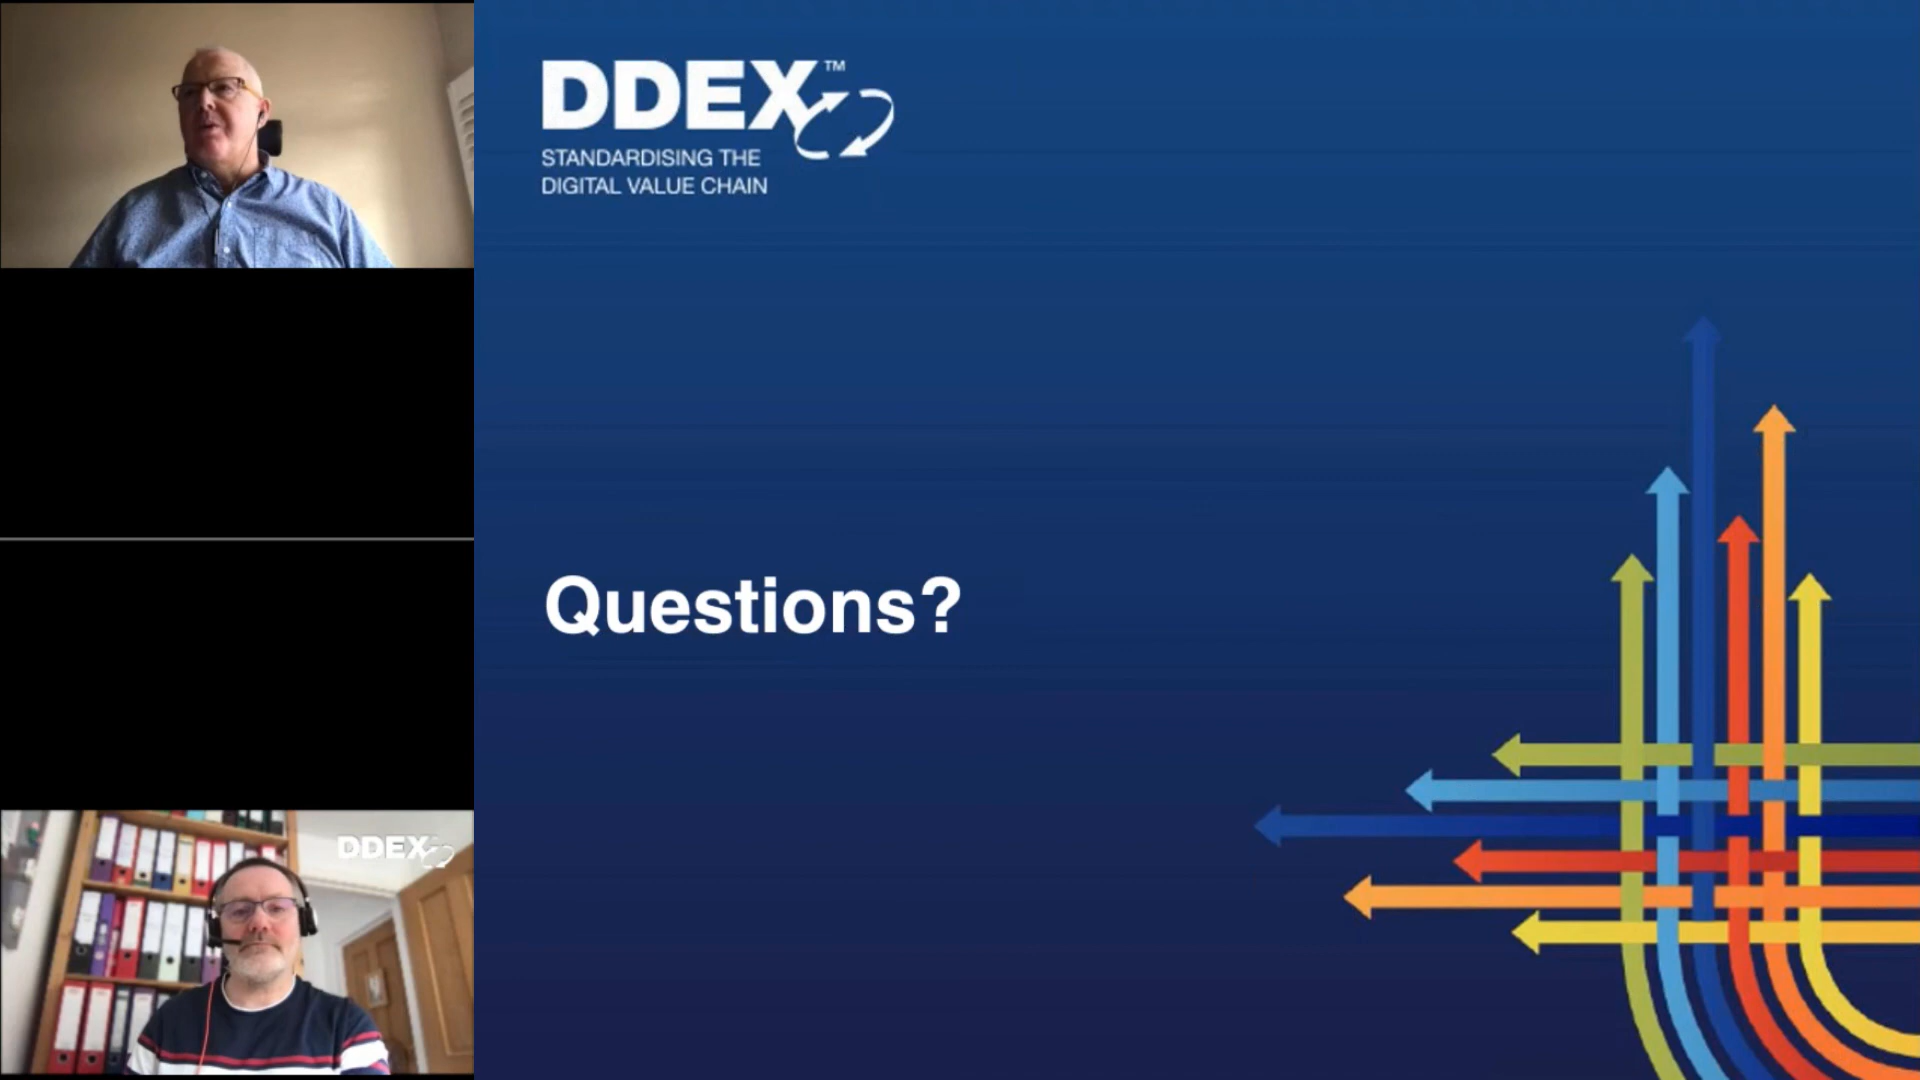 DDEX™
STANDARDISING THE
DIGITAL VALUE CHAIN
Questions?
DDEX